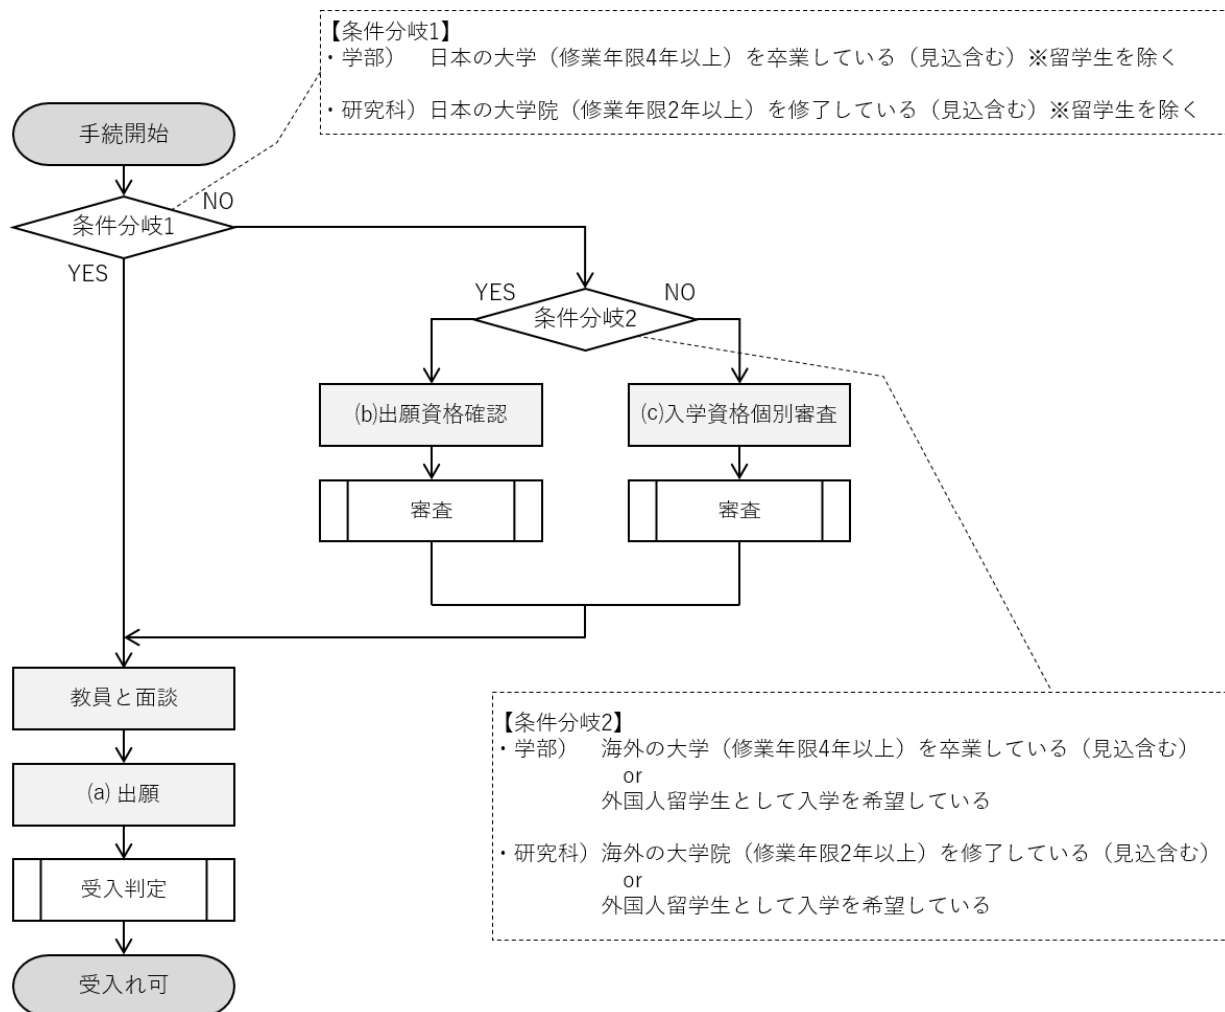 【条件分岐1】
・学部） 日本の大学（修業年限4年以上）を卒業している（見込含む）※留学生を除く
・研究科）日本の大学院（修業年限2年以上）を修了している（見込含む）※留学生を除く
手続開始
条件分岐1
NO
YES
YES
NO
条件分岐2
(b)出願資格確認
(c)入学資格個別審査
審査
審査
教員と面談
(a) 出願
受入判定
受入れ可
【条件分岐2】
・学部） 海外の大学（修業年限4年以上）を卒業している（見込含む）
or
外国人留学生として入学を希望している
・研究科）海外の大学院（修業年限2年以上）を修了している（見込含む）
or
外国人留学生として入学を希望している